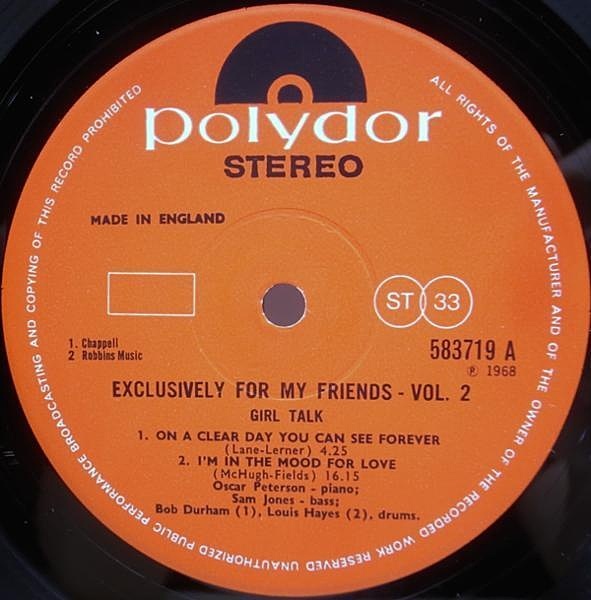 polydor
STEREO
MADE IN ENGLAND
ST 33
1. Chappell
2 Robbins Music
583719 A
℗ 1968
EXCLUSIVELY FOR MY FRIENDS - VOL. 2
GIRL TALK
1. ON A CLEAR DAY YOU CAN SEE FOREVER
(Lane-Lerner) 4.25
2. I'M IN THE MOOD FOR LOVE
(McHugh-Fields) 16.15
Oscar Peterson - piano;
Sam Jones - bass;
Bob Durham (1), Louis Hayes (2), drums.
ALL RIGHTS OF THE MANUFACTURER AND OF THE OWNER OF THE RECORDED WORK RESERVED UNAUTHORIZED PUBLIC PERFORMANCE BROADCASTING AND COPYING OF THIS RECORD PROHIBITED